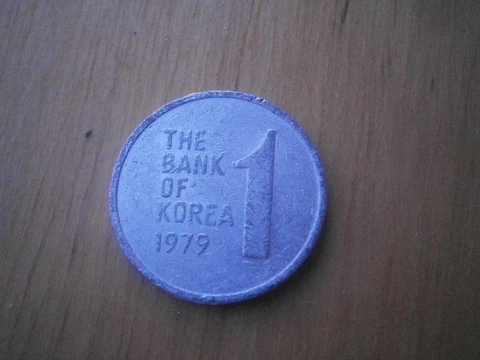 THE
BANK
OF
KOREA
1979
1